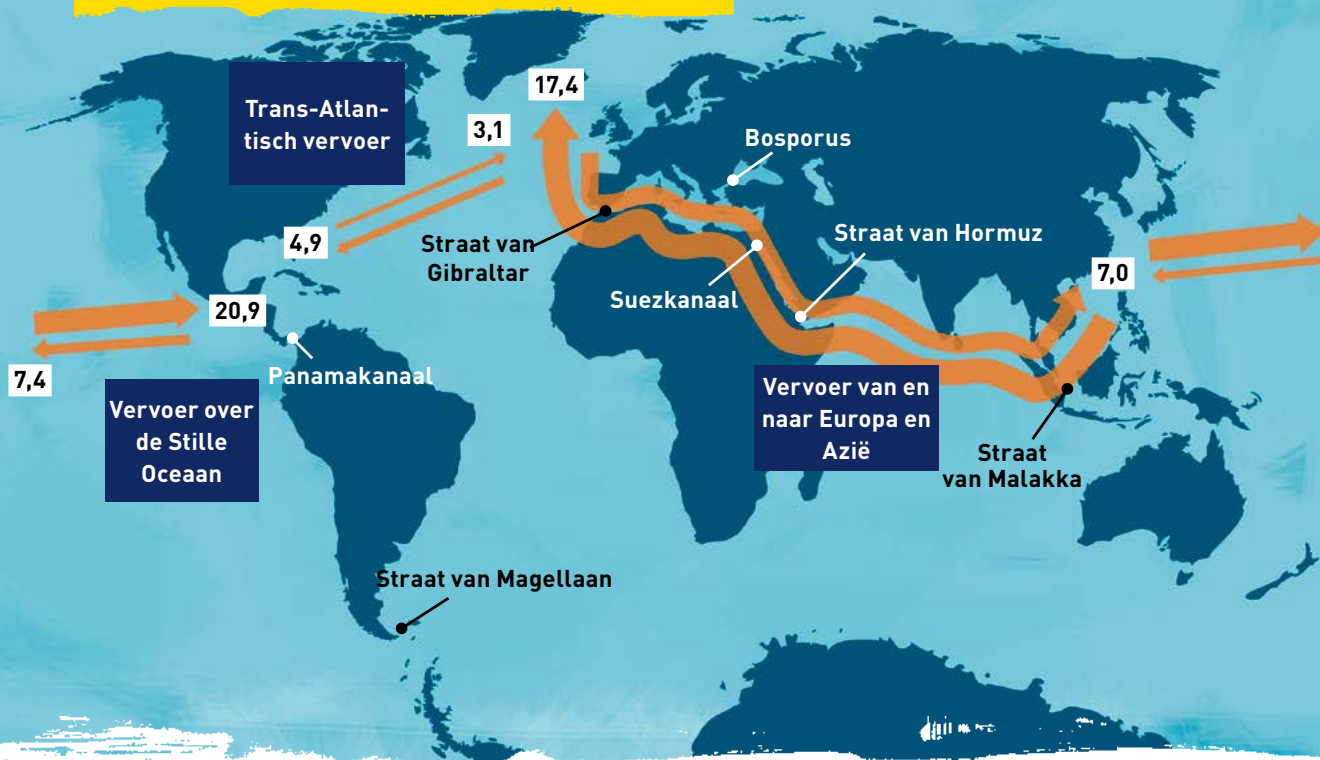 17,4
Trans-Atlan-
tisch vervoer
3,1
Bosporus
4,9
Straat van
Gibraltar
Straat van Hormuz
7,0
Suezkanaal
20,9
7,4
Panamakanaal
Vervoer over
de Stille
Oceaan
Vervoer van en
naar Europa en
Azië
Straat
van Malakka
Straat van Magellaan